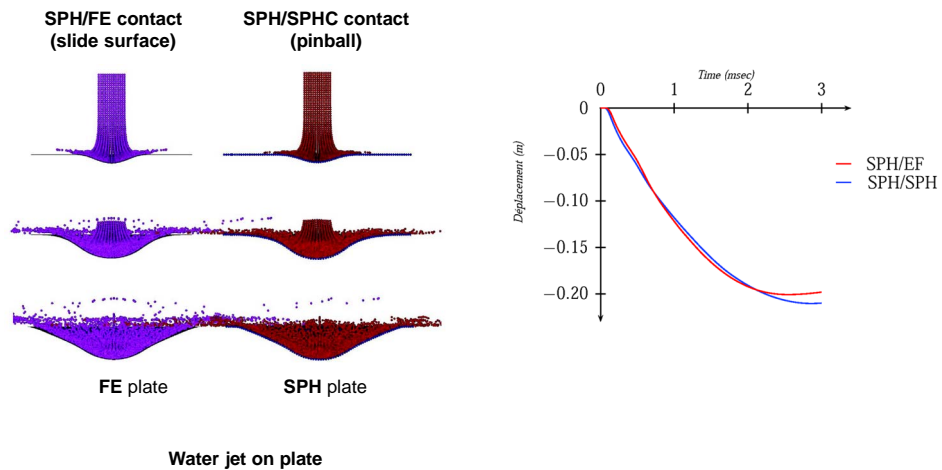 SPH/FE contact
(slide surface)
SPH/SPHC contact
(pinball)
FE plate
SPH plate
Water jet on plate
Time (msec)
0
1
2
3
0
−0.05
−0.10
−0.15
−0.20
Déplacement (m)
SPH/EF
SPH/SPH